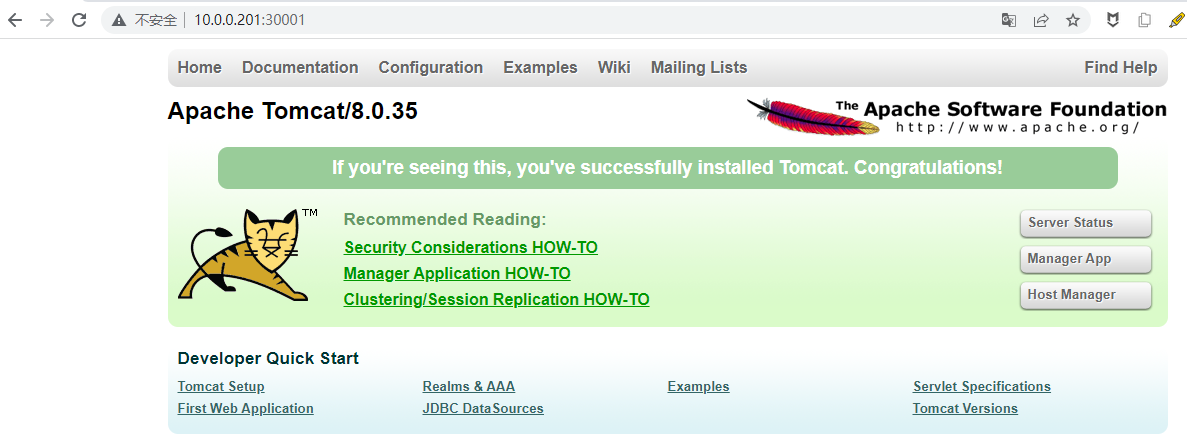 不安全 10.0.0.201:30001
Home Documentation Configuration Examples Wiki Mailing Lists Find Help
Apache Tomcat/8.0.35
The Apache Software Foundation
http://www.apache.org/
If you're seeing this, you've successfully installed Tomcat. Congratulations!
TM
Recommended Reading:
Security Considerations HOW-TO
Manager Application HOW-TO
Clustering/Session Replication HOW-TO
Server Status
Manager App
Host Manager
Developer Quick Start
Tomcat Setup Realms & AAA Examples Servlet Specifications
First Web Application JDBC DataSources Tomcat Versions